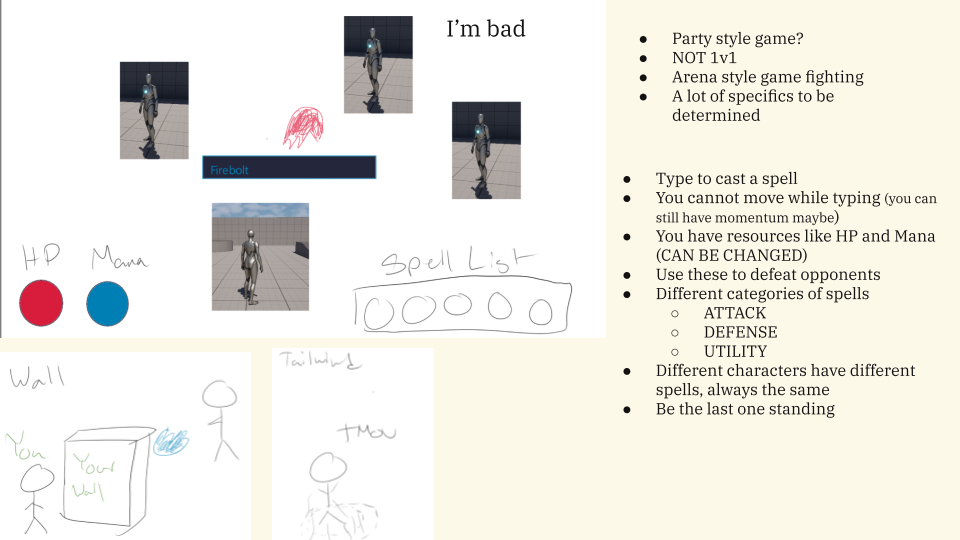 I'm bad
Firebolt
HP Mana
Spell List
Wall
You
Your
Wall
Tailwind
+Mov
● Party style game?
● NOT 1v1
● Arena style game fighting
● A lot of specifics to be
determined
● Type to cast a spell
● You cannot move while typing (you can
still have momentum maybe)
● You have resources like HP and Mana
(CAN BE CHANGED)
● Use these to defeat opponents
● Different categories of spells
○ ATTACK
○ DEFENSE
○ UTILITY
● Different characters have different
spells, always the same
● Be the last one standing